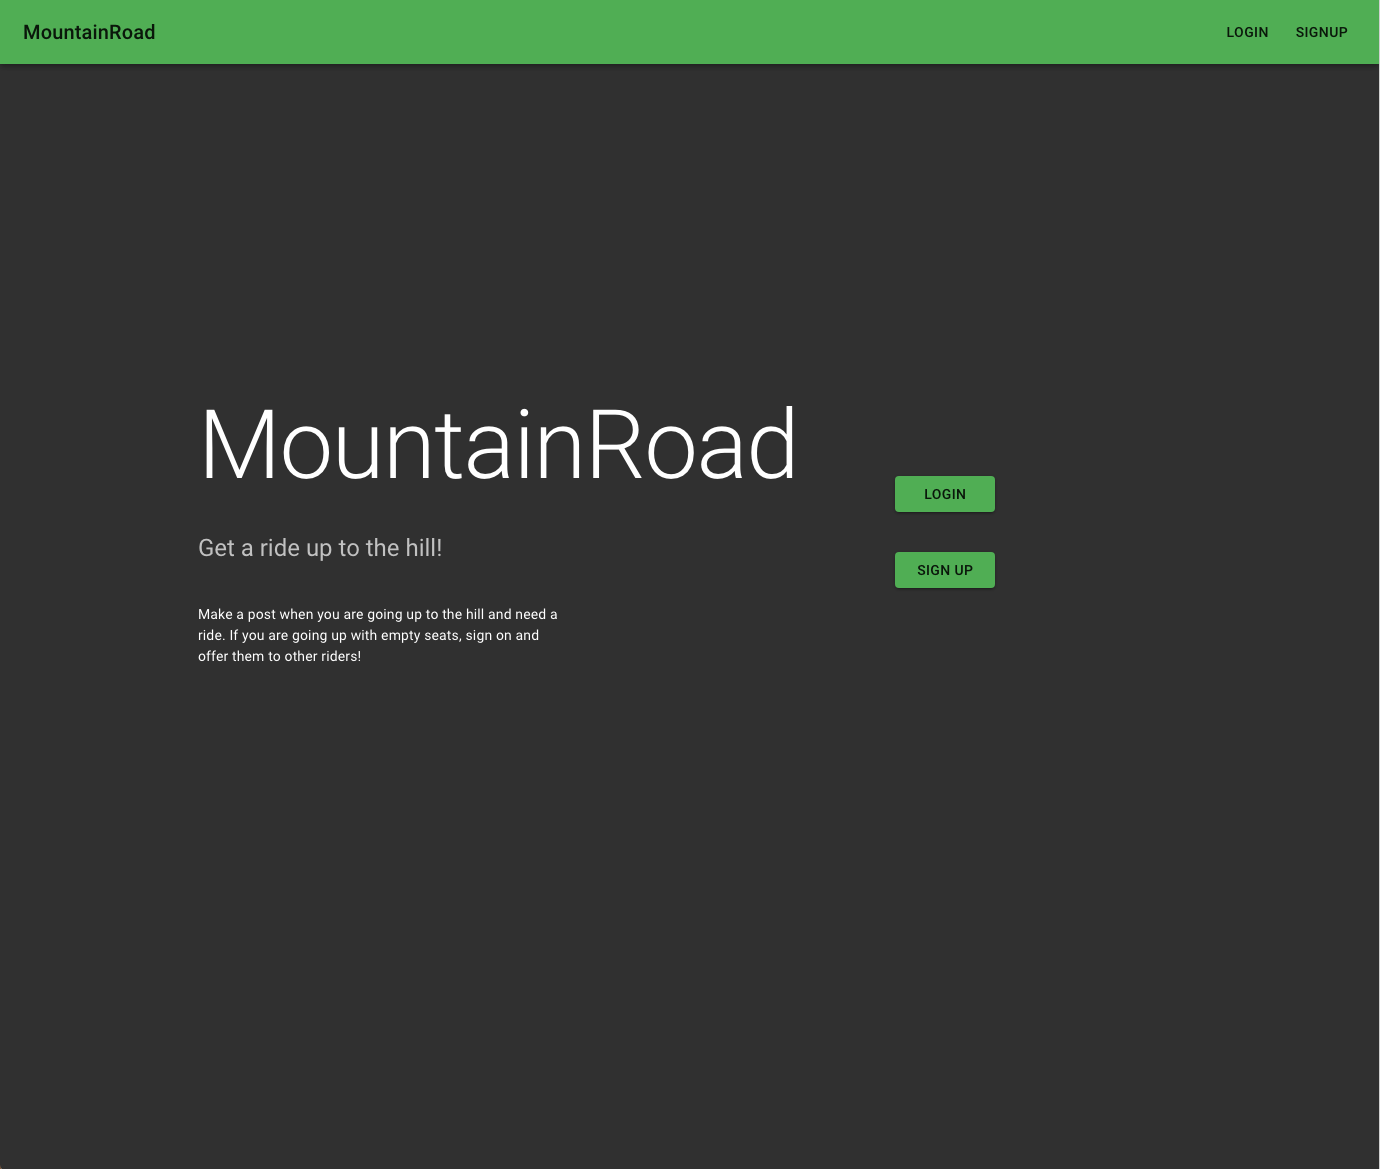 MountainRoad
LOGIN
SIGNUP
MountainRoad
Get a ride up to the hill!
Make a post when you are going up to the hill and need a
ride. If you are going up with empty seats, sign on and
offer them to other riders!
LOGIN
SIGN UP